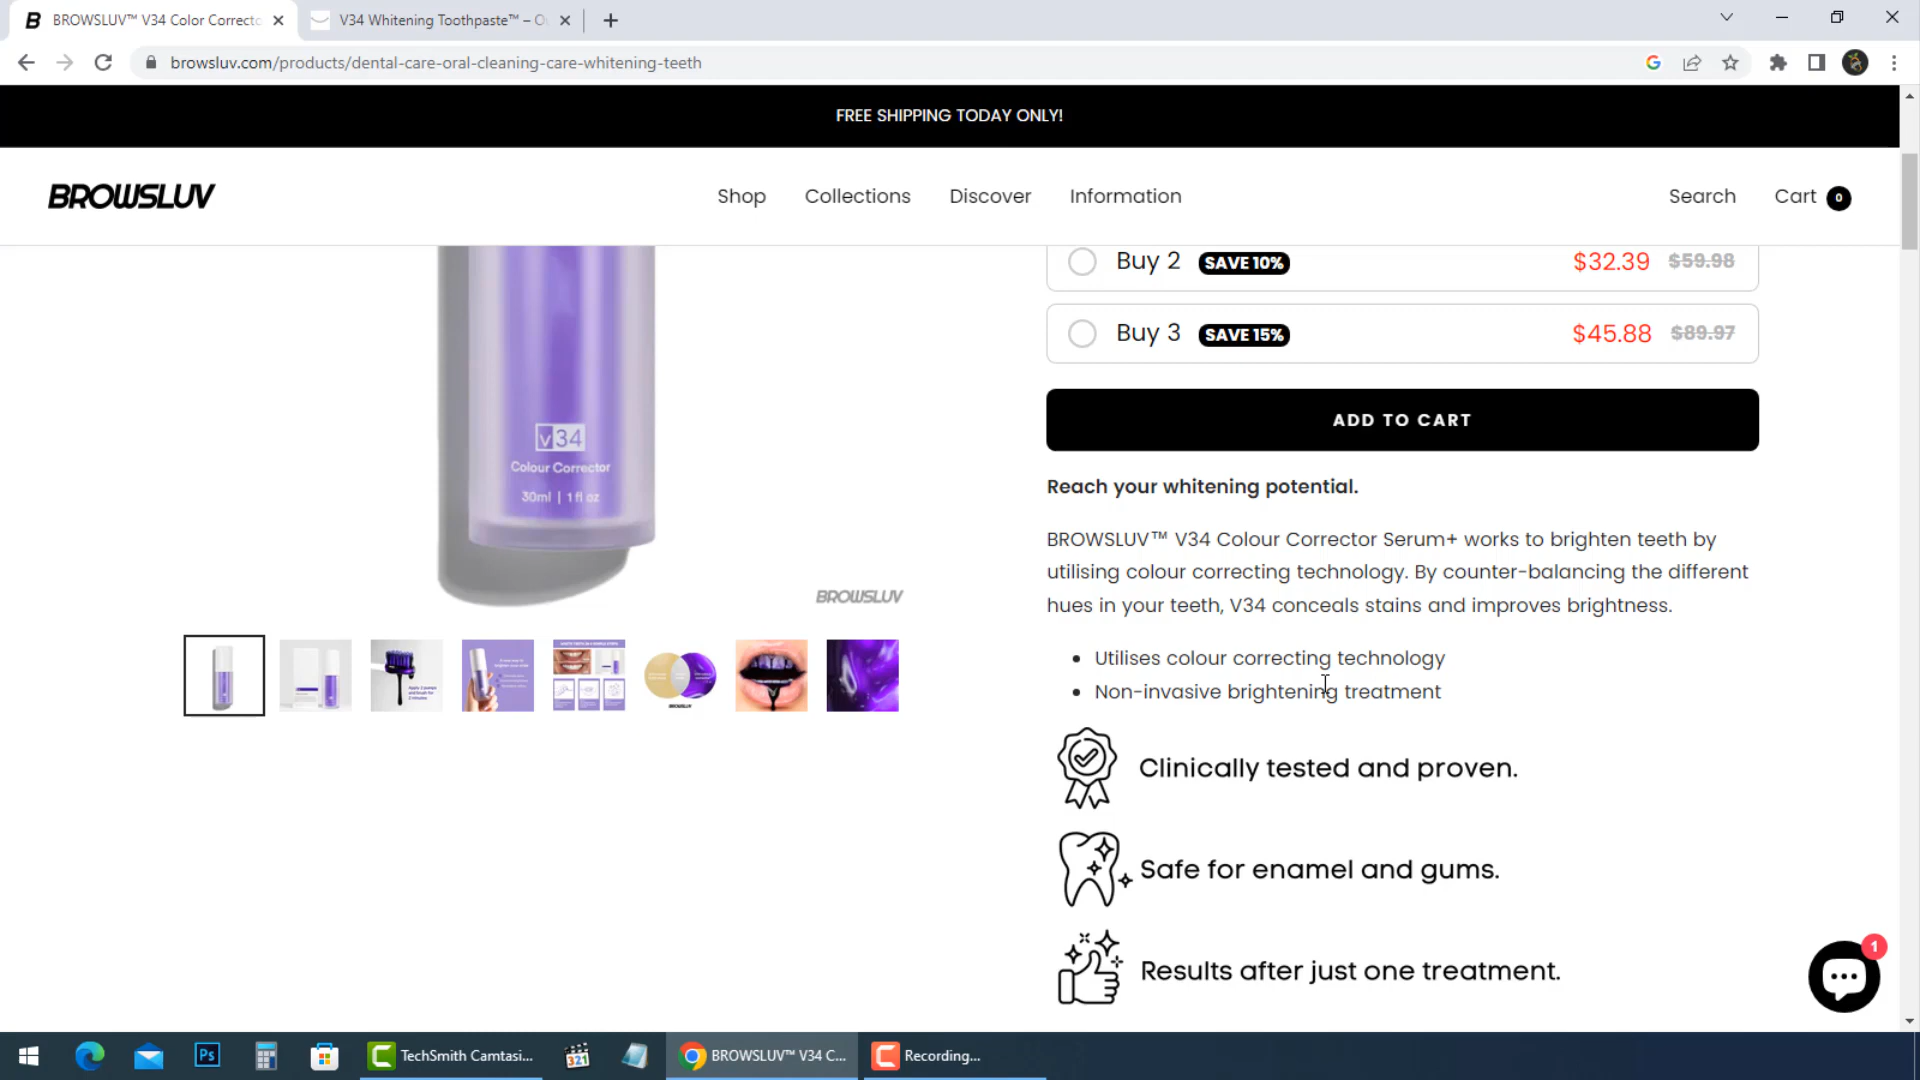 BROWSLUV™ V34 Color Correcto
V34 Whitening Toothpaste™ – O
browsluv.com/products/dental-care-oral-cleaning-care-whitening-teeth
FREE SHIPPING TODAY ONLY!
BROWSLUV
Shop
Collections
Discover
Information
Search
Cart 0
Buy 2 SAVE 10% $32.39 $59.98
Buy 3 SAVE 15% $45.88 $89.97
ADD TO CART
v34
Colour Corrector
30ml | 1 fl oz
BROWSLUV
Reach your whitening potential.
BROWSLUV™ V34 Colour Corrector Serum+ works to brighten teeth by
utilising colour correcting technology. By counter-balancing the different
hues in your teeth, V34 conceals stains and improves brightness.
• Utilises colour correcting technology
• Non-invasive brightening treatment
Clinically tested and proven.
Safe for enamel and gums.
Results after just one treatment.
1
TechSmith Camtasi...
BROWSLUV™ V34 C...
Recording...